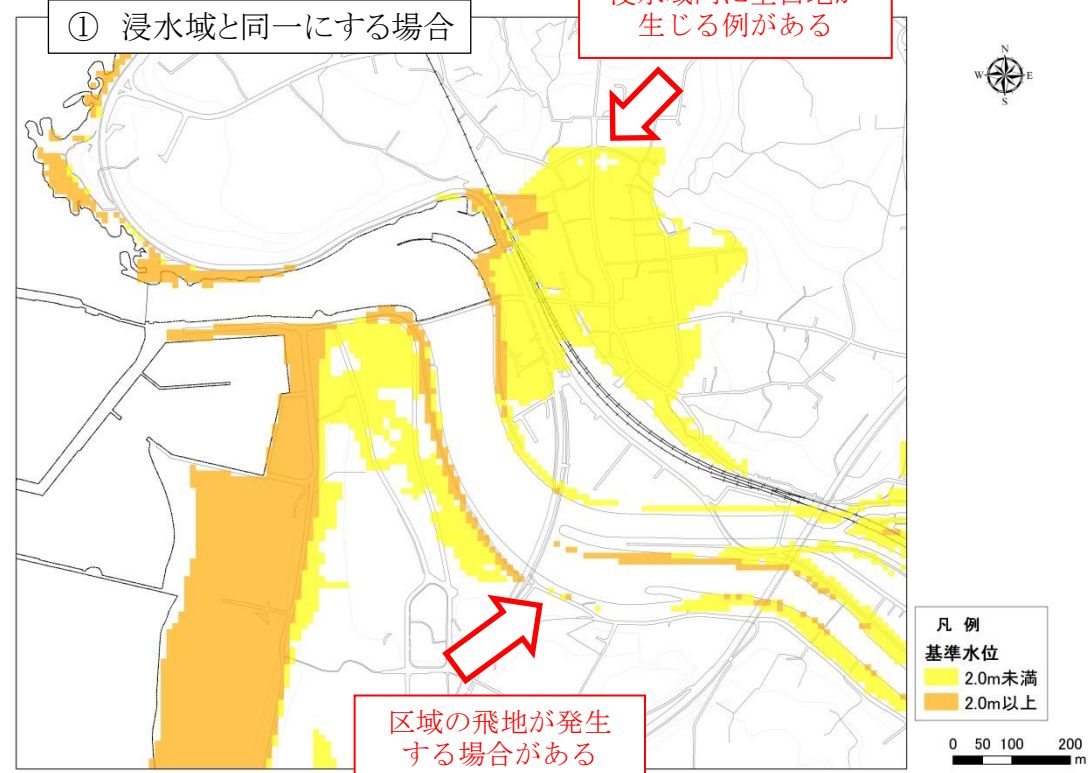 ① 浸水域と同一にする場合
生じる例がある
N
W E
S
区域の飛地が発生
する場合がある
凡 例
基準水位
2.0m未満
2.0m以上
0 50 100 200
m